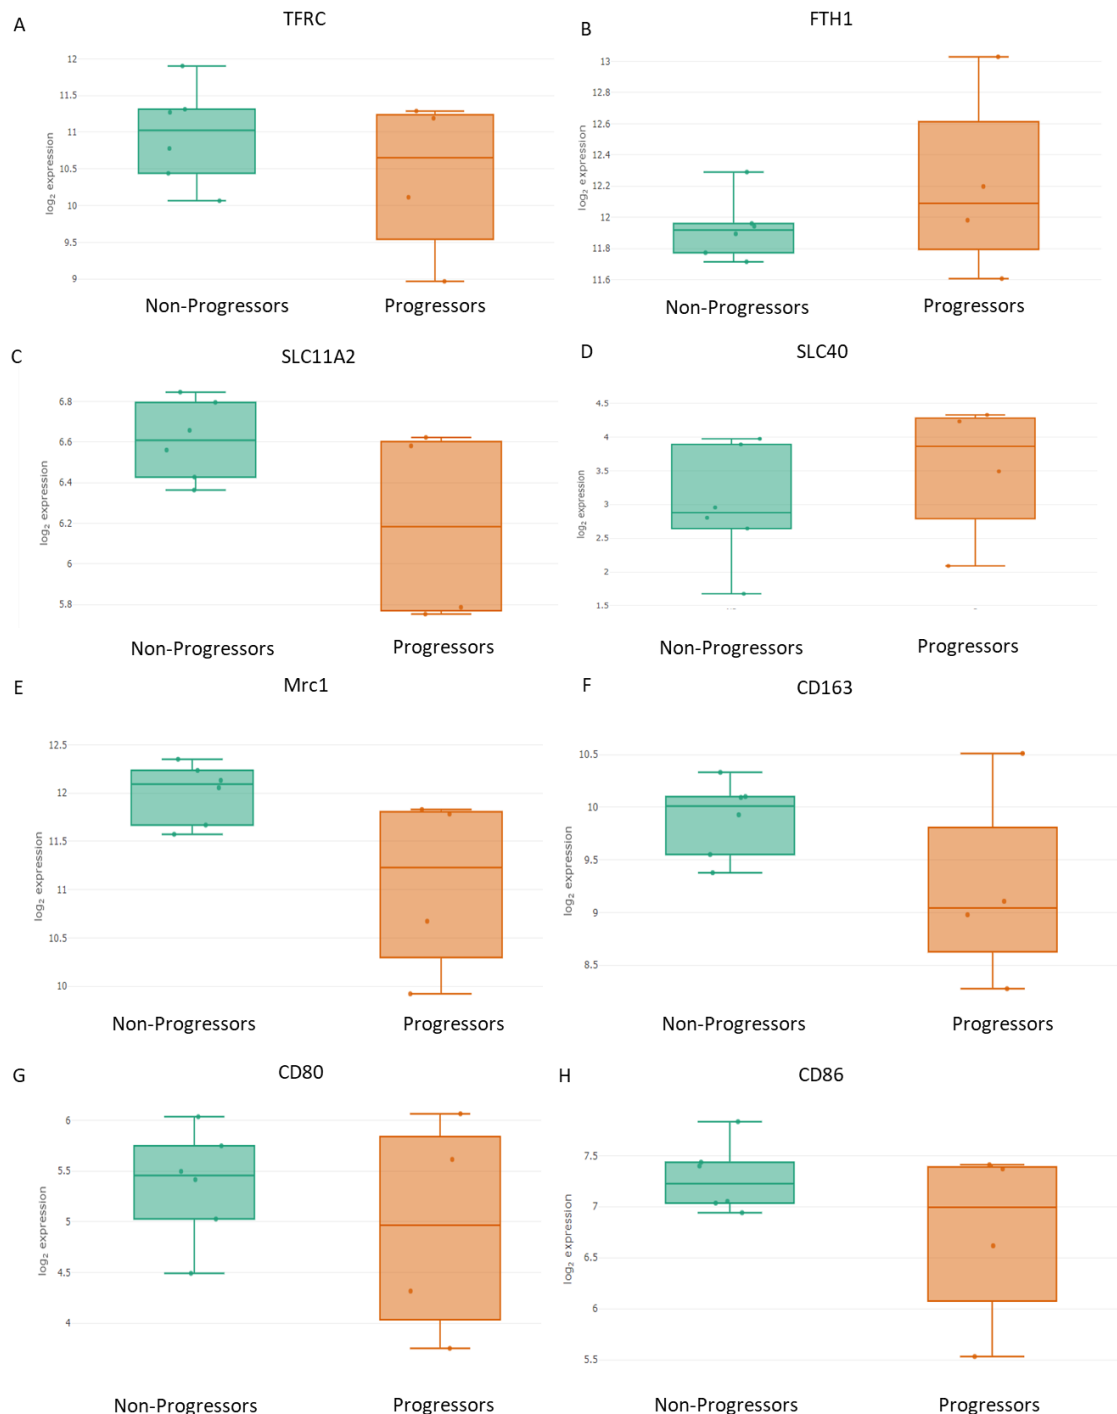 A
TFRC
12
11.5
11
10.5
10
9.5
9
log₂ expression
Non-Progressors
Progressors
B
FTH1
13
12.8
12.6
12.4
12.2
12
11.8
11.6
log₂ expression
Non-Progressors
Progressors
C
SLC11A2
6.8
6.6
6.4
6.2
6
5.8
log₂ expression
Non-Progressors
Progressors
D
SLC40
4.5
4
3.5
3
2.5
2
1.5
log₂ expression
Non-Progressors
Progressors
E
Mrc1
12.5
12
11.5
11
10.5
10
log₂ expression
Non-Progressors
Progressors
F
CD163
10.5
10
9.5
9
8.5
log₂ expression
Non-Progressors
Progressors
G
CD80
6
5.5
5
4.5
4
log₂ expression
Non-Progressors
Progressors
H
CD86
7.5
7
6.5
6
5.5
log₂ expression
Non-Progressors
Progressors